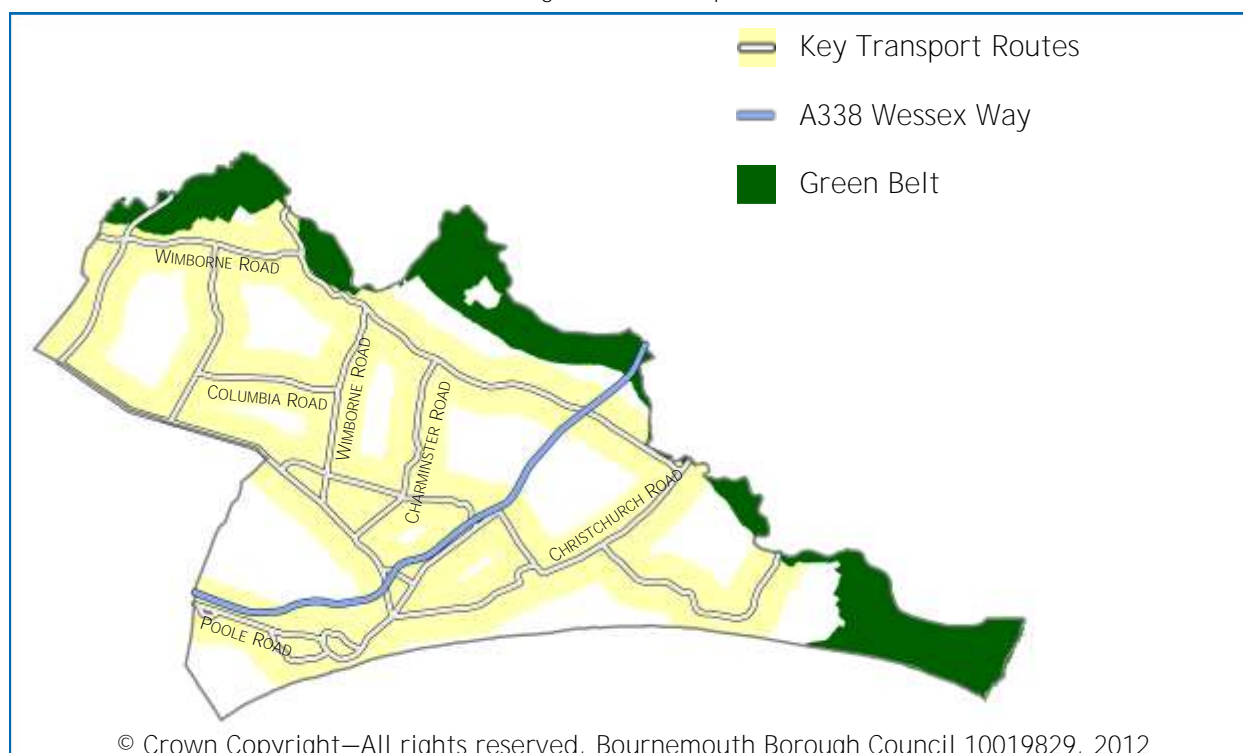 Key Transport Routes
A338 Wessex Way
Green Belt
WIMBORNE ROAD
COLUMBIA ROAD
WIMBORNE ROAD
CHARMINSTER ROAD
CHRISTCHURCH ROAD
POOLE ROAD
© Crown Copyright—All rights reserved. Bournemouth Borough Council 10019829, 2012